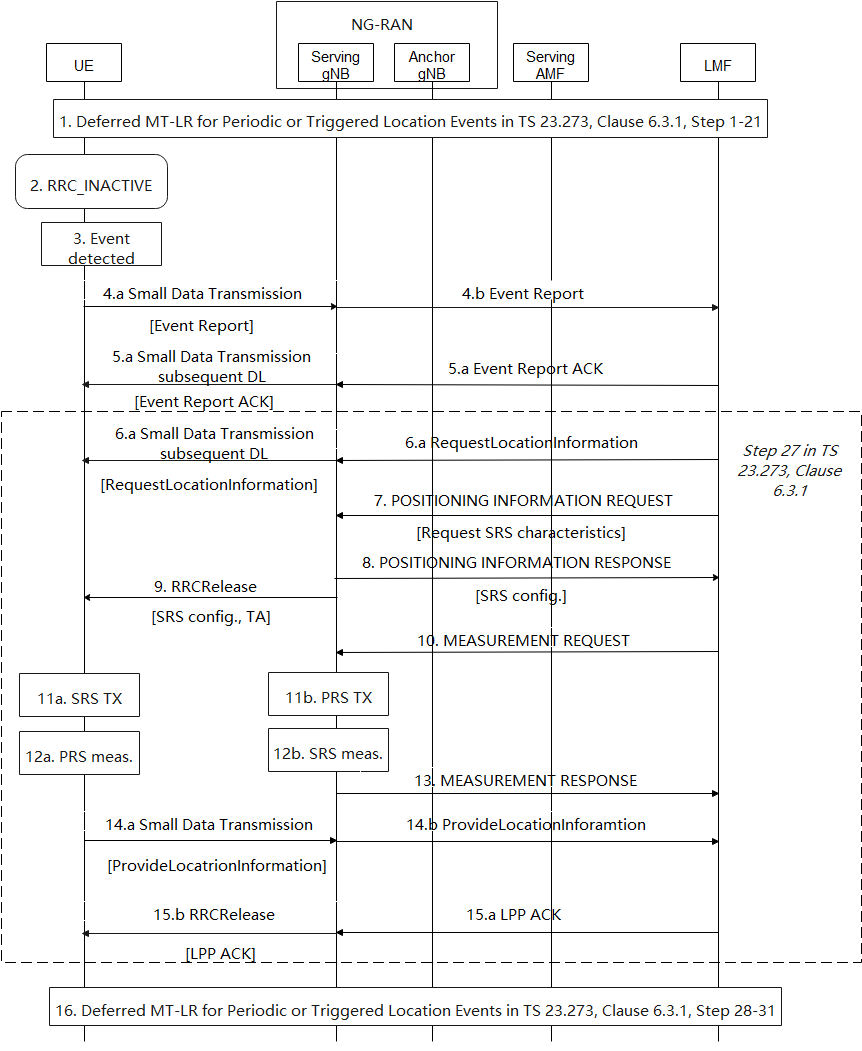 NG-RAN
UE
Serving
gNB
Anchor
gNB
Serving
AMF
LMF
1. Deferred MT-LR for Periodic or Triggered Location Events in TS 23.273, Clause 6.3.1, Step 1-21
2. RRC_INACTIVE
3. Event
detected
4.a Small Data Transmission
4.b Event Report
[Event Report]
5.a Small Data Transmission
subsequent DL
5.a Event Report ACK
[Event Report ACK]
6.a Small Data Transmission
subsequent DL
6.a RequestLocationInformation
Step 27 in TS
23.273, Clause
6.3.1
[RequestLocationInformation]
7. POSITIONING INFORMATION REQUEST
[Request SRS characteristics]
8. POSITIONING INFORMATION RESPONSE
9. RRCRelease
[SRS config.]
[SRS config., TA]
10. MEASUREMENT REQUEST
11a. SRS TX
11b. PRS TX
12a. PRS meas.
12b. SRS meas.
13. MEASUREMENT RESPONSE
14.a Small Data Transmission
14.b ProvideLocationInforamtion
[ProvideLocatrionInformation]
15.b RRCRelease
15.a LPP ACK
[LPP ACK]
16. Deferred MT-LR for Periodic or Triggered Location Events in TS 23.273, Clause 6.3.1, Step 28-31